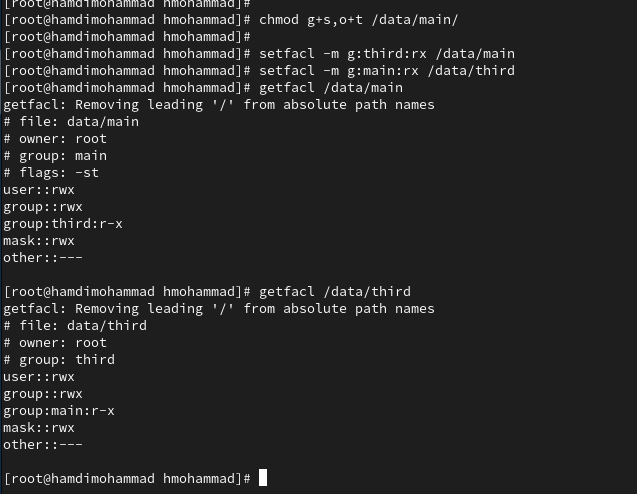 [root@hamdimohammad hmohammad]#
[root@hamdimohammad hmohammad]# chmod g+s,o+t /data/main/
[root@hamdimohammad hmohammad]#
[root@hamdimohammad hmohammad]# setfacl -m g:third:rx /data/main
[root@hamdimohammad hmohammad]# setfacl -m g:main:rx /data/third
[root@hamdimohammad hmohammad]# getfacl /data/main
getfacl: Removing leading '/' from absolute path names
# file: data/main
# owner: root
# group: main
# flags: -st
user::rwx
group::rwx
group:third:r-x
mask::rwx
other::---
[root@hamdimohammad hmohammad]# getfacl /data/third
getfacl: Removing leading '/' from absolute path names
# file: data/third
# owner: root
# group: third
user::rwx
group::rwx
group:main:r-x
mask::rwx
other::---
[root@hamdimohammad hmohammad]#